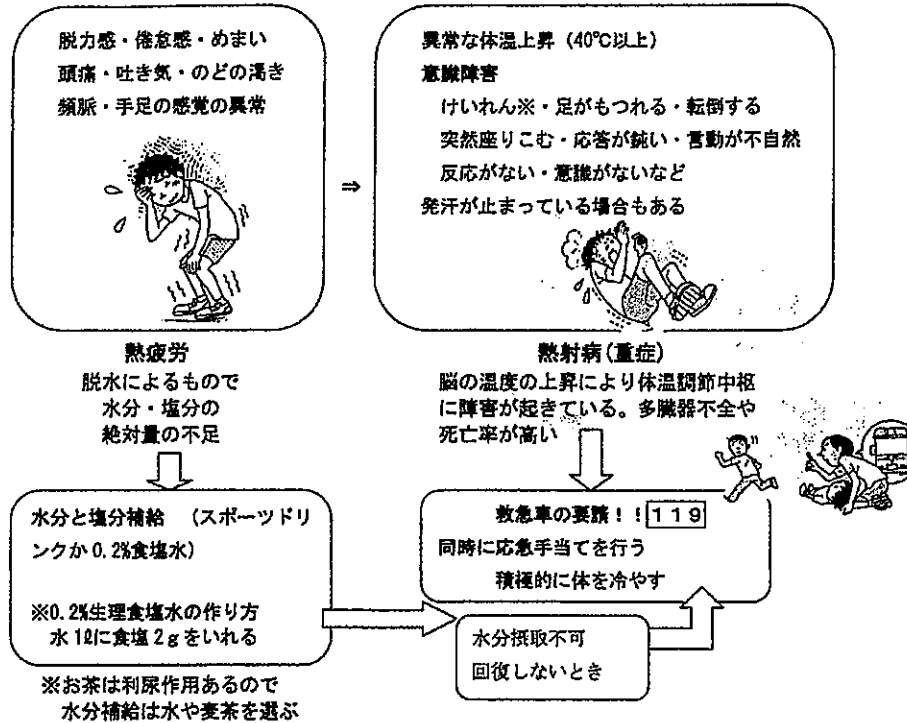 脱力感・倦怠感・めまい
頭痛・吐き気・のどの渇き
頻脈・手足の感覚の異常
⇒
異常な体温上昇（40℃以上）
意識障害
けいれん※・足がもつれる・転倒する
突然座りこむ・応答が鈍い・言動が不自然
反応がない・意識がないなど
発汗が止まっている場合もある
熱疲労
脱水によるもので
水分・塩分の
絶対量の不足
熱射病(重症)
脳の温度の上昇により体温調節中枢
に障害が起きている。多臓器不全や
死亡率が高い
水分と塩分補給　（スポーツドリ
ンクか0.2%食塩水）
※0.2%生理食塩水の作り方
水1ℓに食塩2gをいれる
救急車の要請！！119
同時に応急手当てを行う
積極的に体を冷やす
水分摂取不可
回復しないとき
※お茶は利尿作用あるので
水分補給は水や麦茶を選ぶ